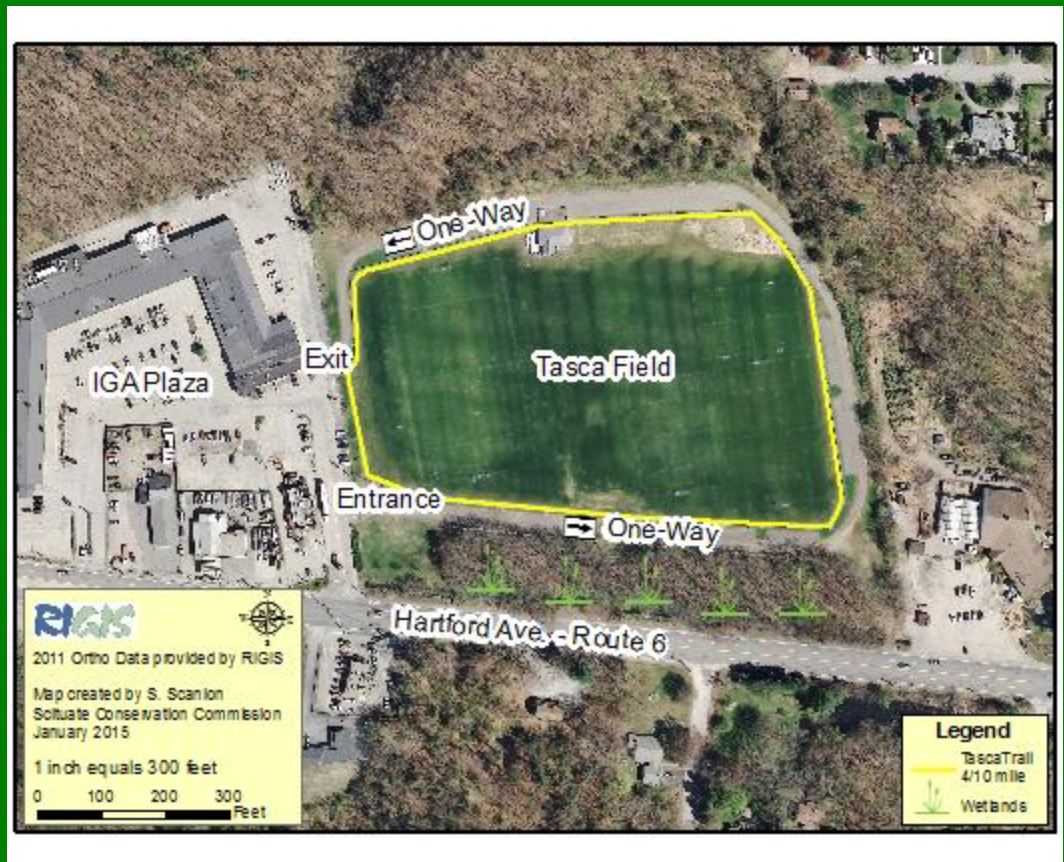 One-Way
Exit
IGA Plaza
Tasca Field
Entrance
One-Way
Hartford Ave. - Route 6
RIGIS
2011 Ortho Data provided by RIGIS
Map created by S. Scanlon
Scituate Conservation Commission
January 2015
1 inch equals 300 feet
0 100 200 300
Feet
Legend
Tasca Trail
4/10 mile
Wetlands